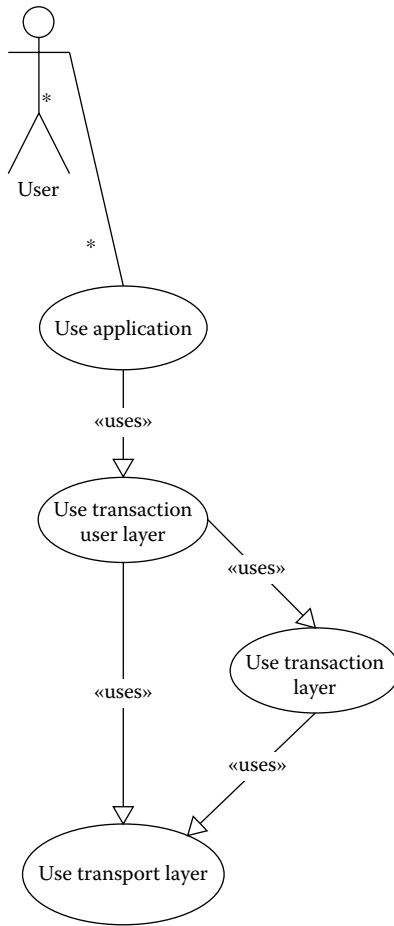 *
User
*
Use application
«uses»
Use transaction
user layer
«uses»
Use transaction
layer
«uses»
«uses»
Use transport layer